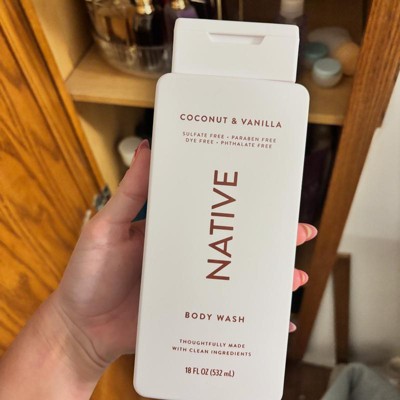 COCONUT & VANILLA
SULFATE FREE • PARABEN FREE
DYE FREE • PHTHALATE FREE
NATIVE
BODY WASH
THOUGHTFULLY MADE
WITH CLEAN INGREDIENTS
18 FL OZ (532 mL)